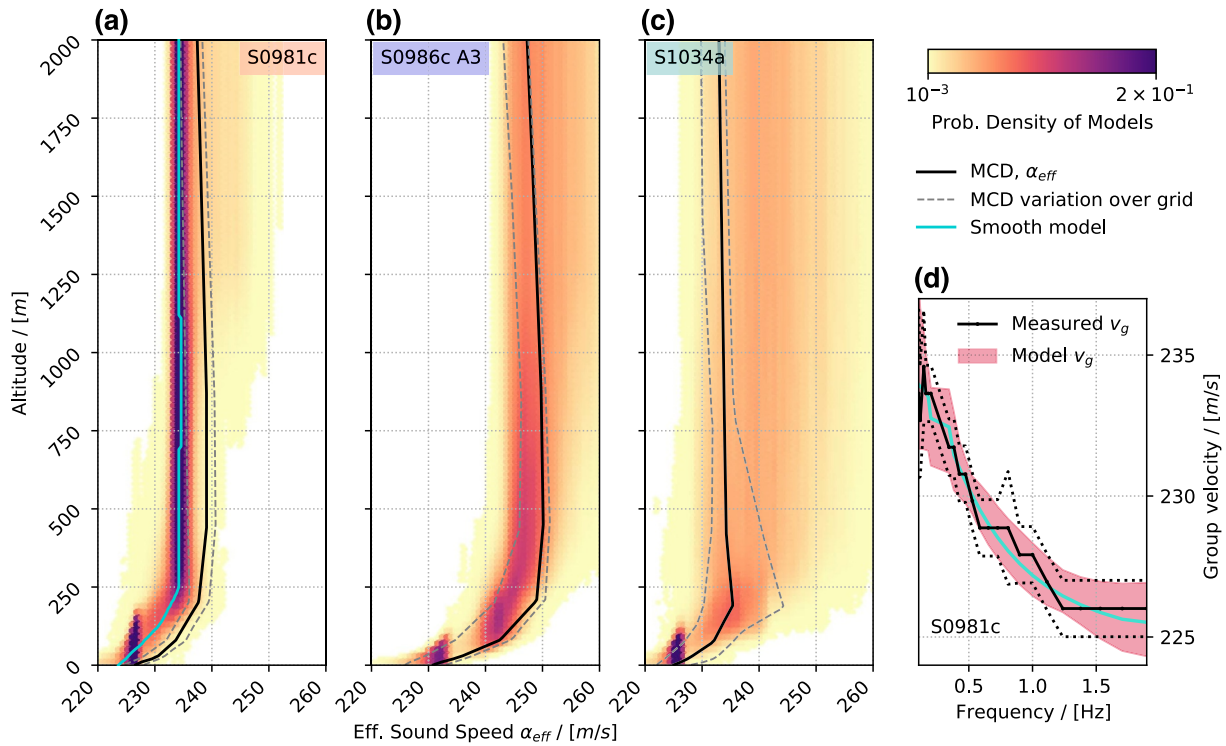 (a)
(b)
(c)
S0981c
S0986c A3
S1034a
2000
1750
1500
1250
1000
750
500
250
0
Altitude / [m]
220
230
240
250
260
220
230
240
250
260
220
230
240
250
260
Eff. Sound Speed α_eff / [m/s]
10⁻³
2 × 10⁻¹
Prob. Density of Models
MCD, α_eff
MCD variation over grid
Smooth model
(d)
Measured v_g
Model v_g
S0981c
235
230
225
Group velocity / [m/s]
0.5
1.0
1.5
Frequency / [Hz]